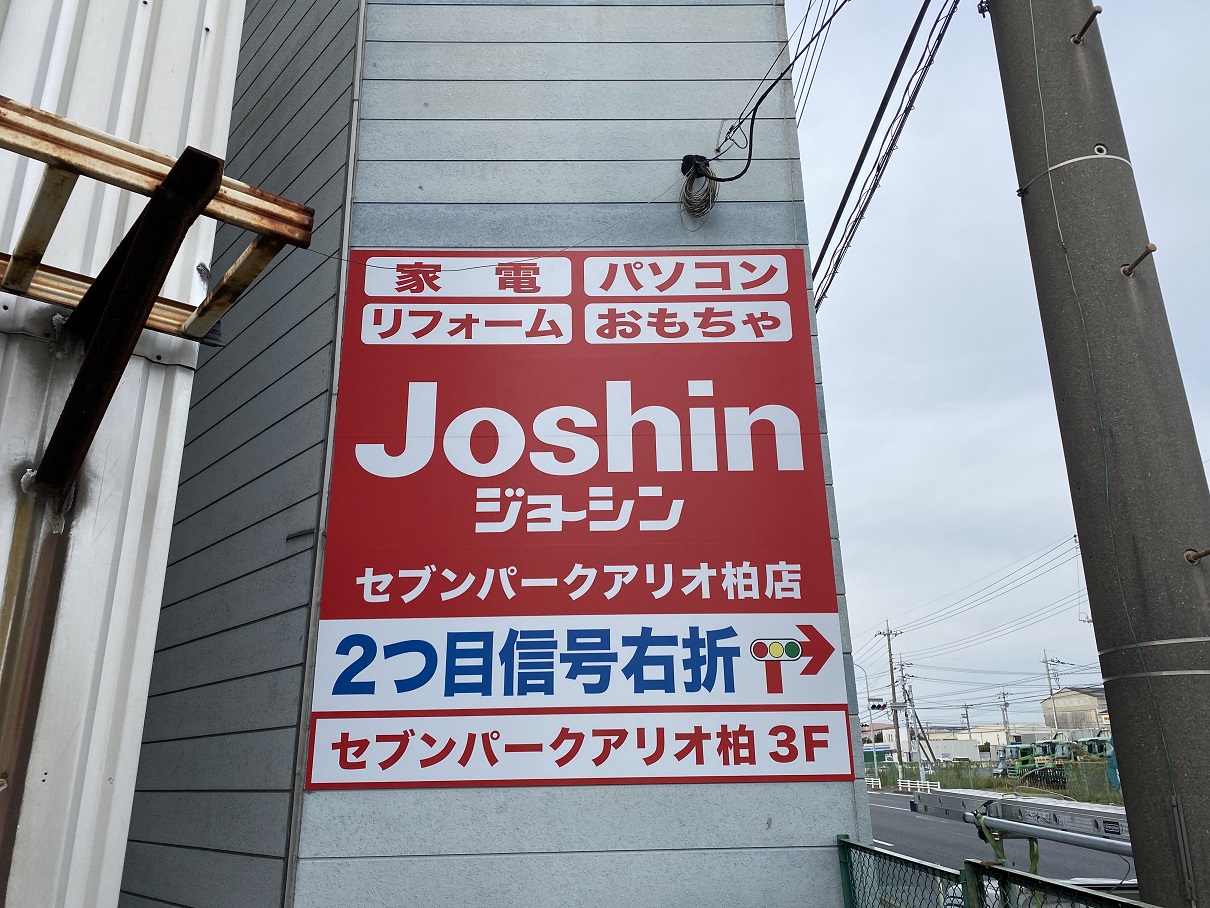 家電 パソコン
リフォーム おもちゃ
Joshin
ジョーシン
セブンパークアリオ柏店
2つ目信号右折
セブンパークアリオ柏 3F